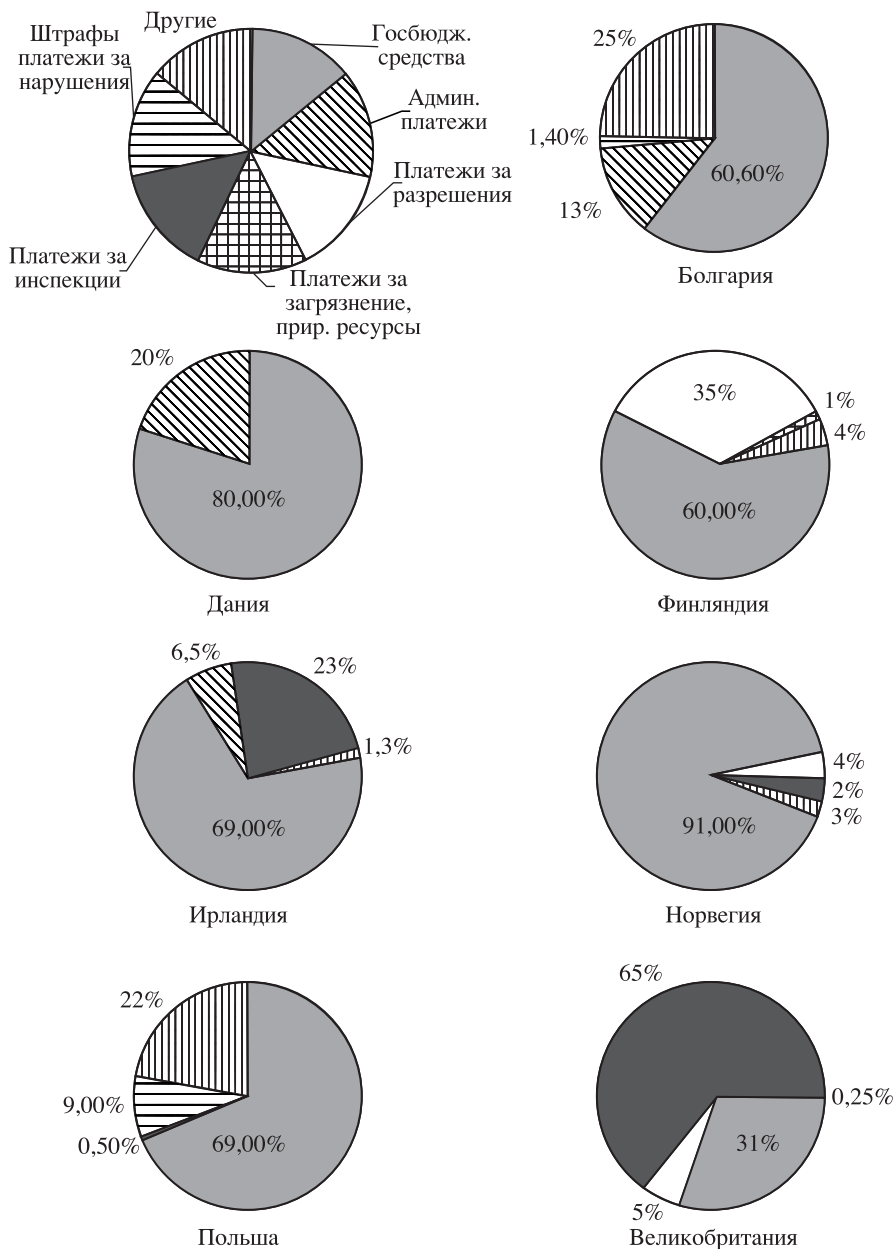 Другие
Штрафы
платежи за
нарушения
Госбюдж.
средства
Админ.
платежи
Платежи за
разрешения
Платежи за
инспекции
Платежи за
загрязнение,
прир. ресурсы
25%
1,40%
13%
60,60%
Болгария
20%
80,00%
Дания
35%
1%
4%
60,00%
Финляндия
6,5%
23%
1,3%
69,00%
Ирландия
4%
2%
3%
91,00%
Норвегия
22%
9,00%
0,50%
69,00%
Польша
65%
0,25%
31%
5%
Великобритания